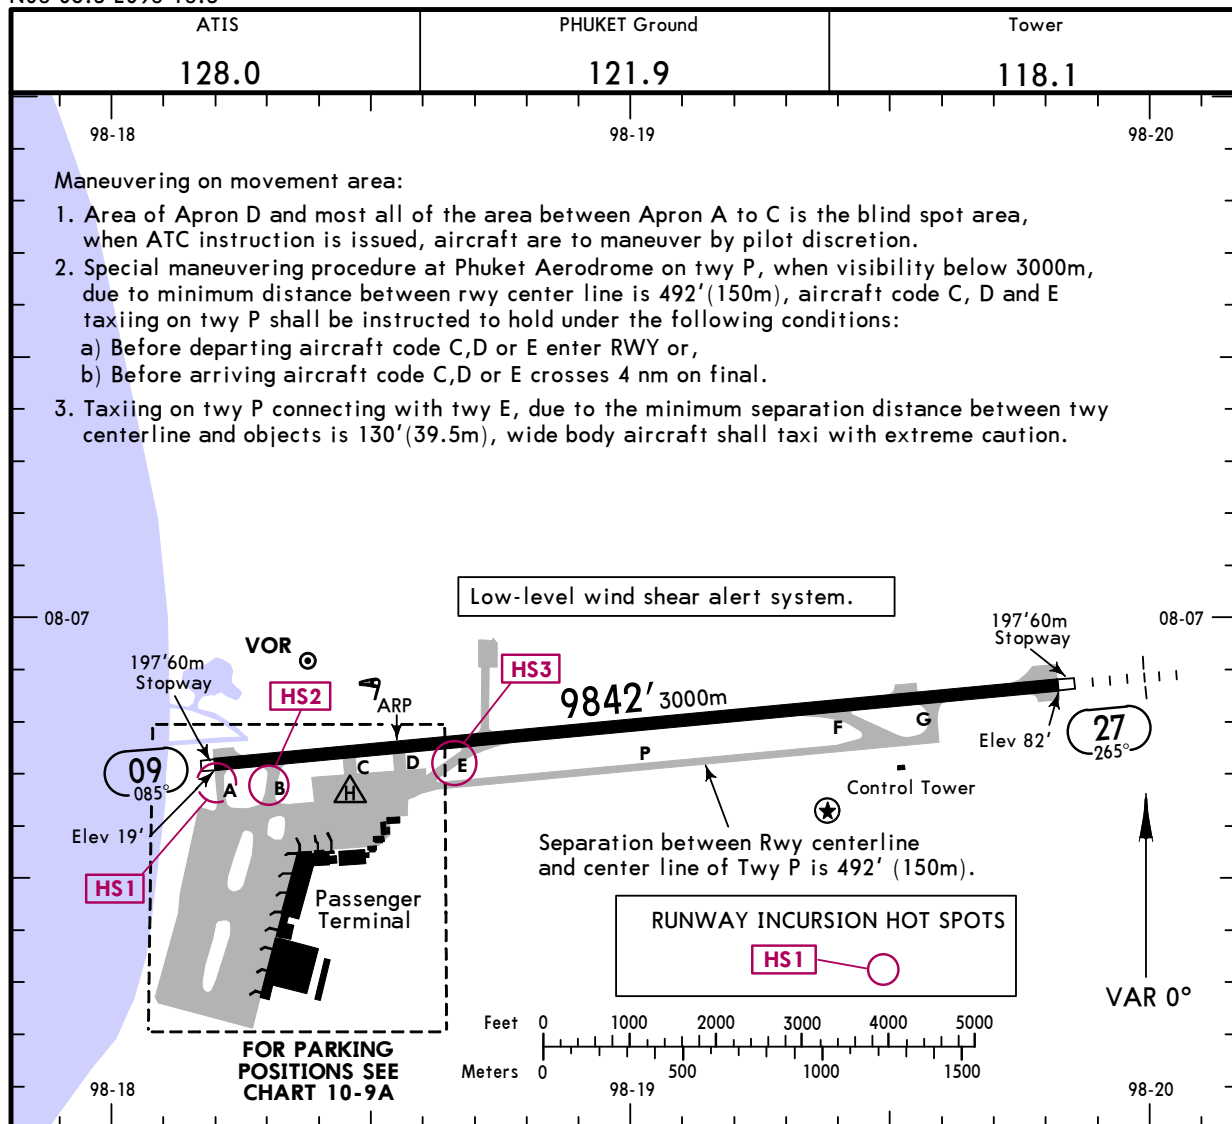 ATIS
PHUKET Ground
Tower
128.0
121.9
118.1
98-18
98-19
98-20
Maneuvering on movement area:
1. Area of Apron D and most all of the area between Apron A to C is the blind spot area,
when ATC instruction is issued, aircraft are to maneuver by pilot discretion.
2. Special maneuvering procedure at Phuket Aerodrome on twy P, when visibility below 3000m,
due to minimum distance between rwy center line is 492'(150m), aircraft code C, D and E
taxiing on twy P shall be instructed to hold under the following conditions:
a) Before departing aircraft code C,D or E enter RWY or,
b) Before arriving aircraft code C,D or E crosses 4 nm on final.
3. Taxiing on twy P connecting with twy E, due to the minimum separation distance between twy
centerline and objects is 130'(39.5m), wide body aircraft shall taxi with extreme caution.
Low-level wind shear alert system.
08-07
08-07
197'60m
Stopway
VOR
197'60m
Stopway
HS2
HS3
ARP
9842' 3000m
09
085°
A
B
C
D
E
P
F
G
H
Elev 82'
27
265°
Control Tower
Elev 19'
HS1
Separation between Rwy centerline
and center line of Twy P is 492' (150m).
Passenger
Terminal
RUNWAY INCURSION HOT SPOTS
HS1
VAR 0°
Feet 0 1000 2000 3000 4000 5000
Meters 0 500 1000 1500
FOR PARKING
POSITIONS SEE
CHART 10-9A
98-18
98-19
98-20